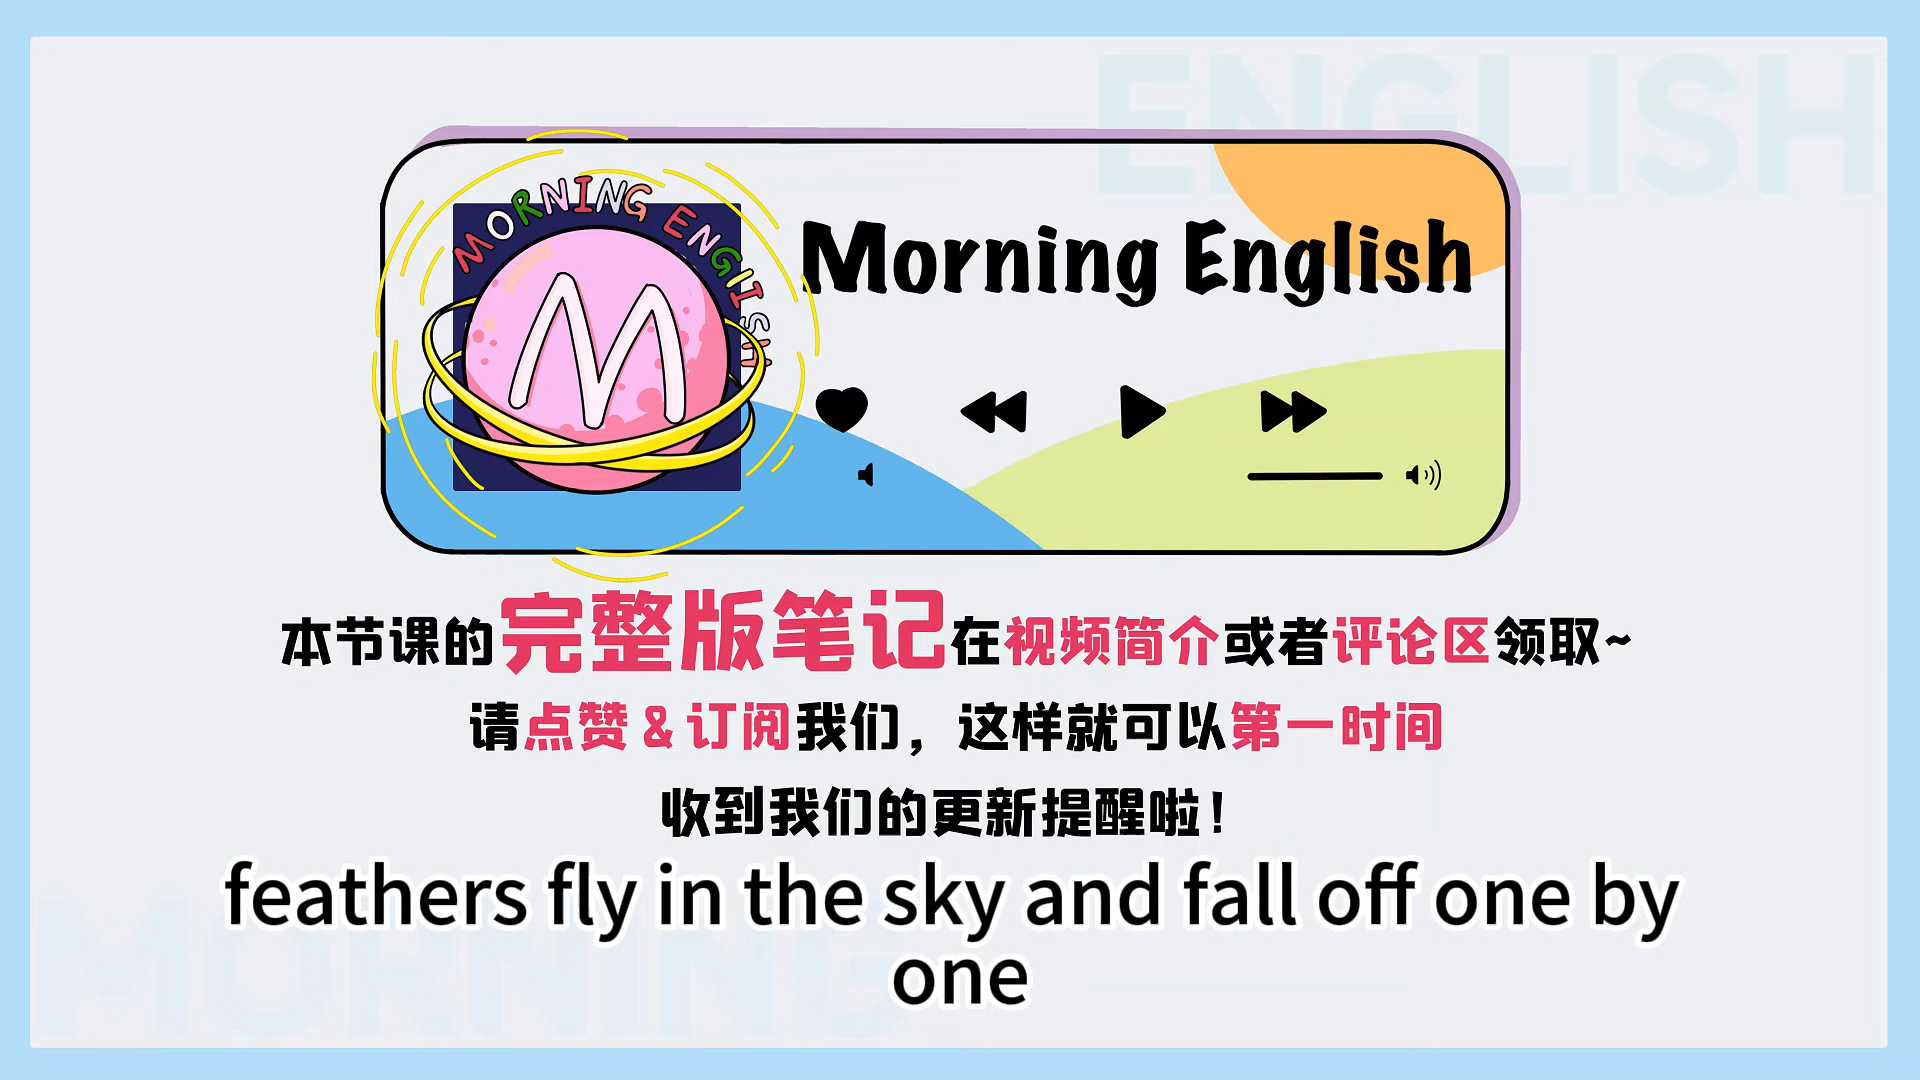 ENGLISH
MORNING ENGLISH
M
Morning English
本节课的完整版笔记在视频简介或者评论区领取~
请点赞&订阅我们，这样就可以第一时间
收到我们的更新提醒啦！
feathers fly in the sky and fall off one by
one
MORNING